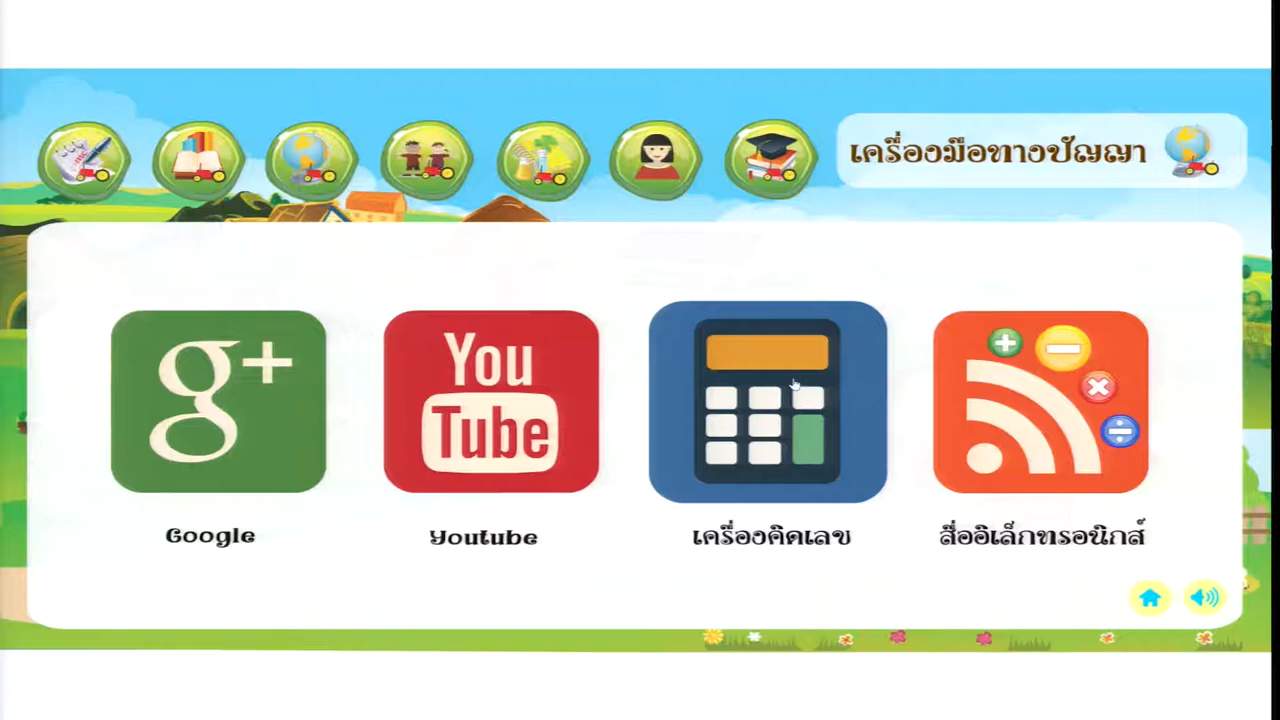 เครื่องมือทางปัญญา
g+
You
Tube
Google
Youtube
เครื่องคิดเลข
สื่ออิเล็กทรอนิกส์